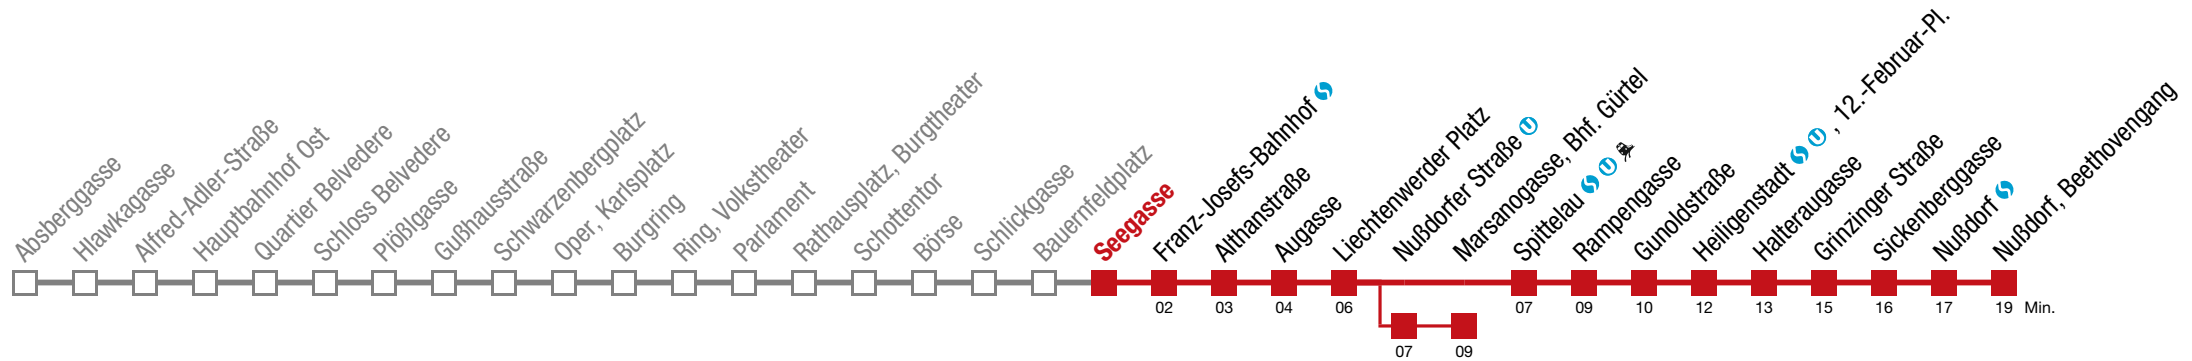 Absberggasse
Hlawkagasse
Alfred-Adler-Straße
Hauptbahnhof Ost
Quartier Belvedere
Schloss Belvedere
Plößlgasse
Gußhausstraße
Schwarzenbergplatz
Oper, Karlsplatz
Burgring
Ring, Volkstheater
Parlament
Rathausplatz, Burgtheater
Schottentor
Börse
Schlickgasse
Bauernfeldplatz
Seegasse
Franz-Josefs-Bahnhof S
Althanstraße
Augasse
Liechtenwerder Platz
Nußdorfer Straße U
Marsanogasse, Bhf. Gürtel
Spittelau S U
Rampengasse
Gunoldstraße
Heiligenstadt S U, 12.-Februar-Pl.
Halteraugasse
Grinzinger Straße
Sickenberggasse
Nußdorf S
Nußdorf, Beethovengang
02 03 04 06 07 09 10 12 13 15 16 17 19 Min.
07 09